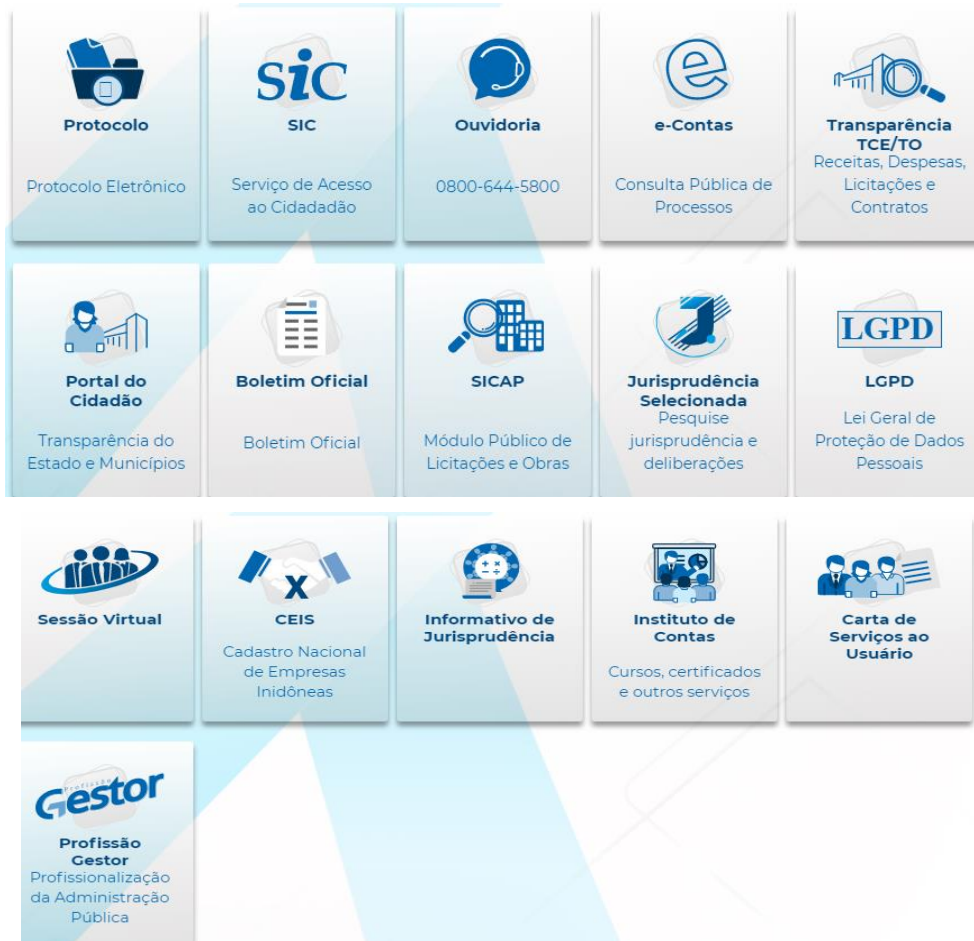 sic
e
Protocolo
SIC
Ouvidoria
e-Contas
Transparência
TCE/TO
Protocolo Eletrônico
Serviço de Acesso
ao Cidadadão
0800-644-5800
Consulta Pública de
Processos
Receitas, Despesas,
Licitações e
Contratos
J
LGPD
Portal do
Cidadão
Boletim Oficial
SICAP
Jurisprudência
Selecionada
LGPD
Transparência do
Estado e Municípios
Boletim Oficial
Módulo Público de
Licitações e Obras
Pesquise
jurisprudência e
deliberações
Lei Geral de
Proteção de Dados
Pessoais
X
Sessão Virtual
CEIS
Informativo de
Jurisprudência
Instituto de
Contas
Carta de
Serviços ao
Usuário
Cadastro Nacional
de Empresas
Inidôneas
Cursos, certificados
e outros serviços
Profissão
Gestor
Profissão
Gestor
Profissionalização
da Administração
Pública